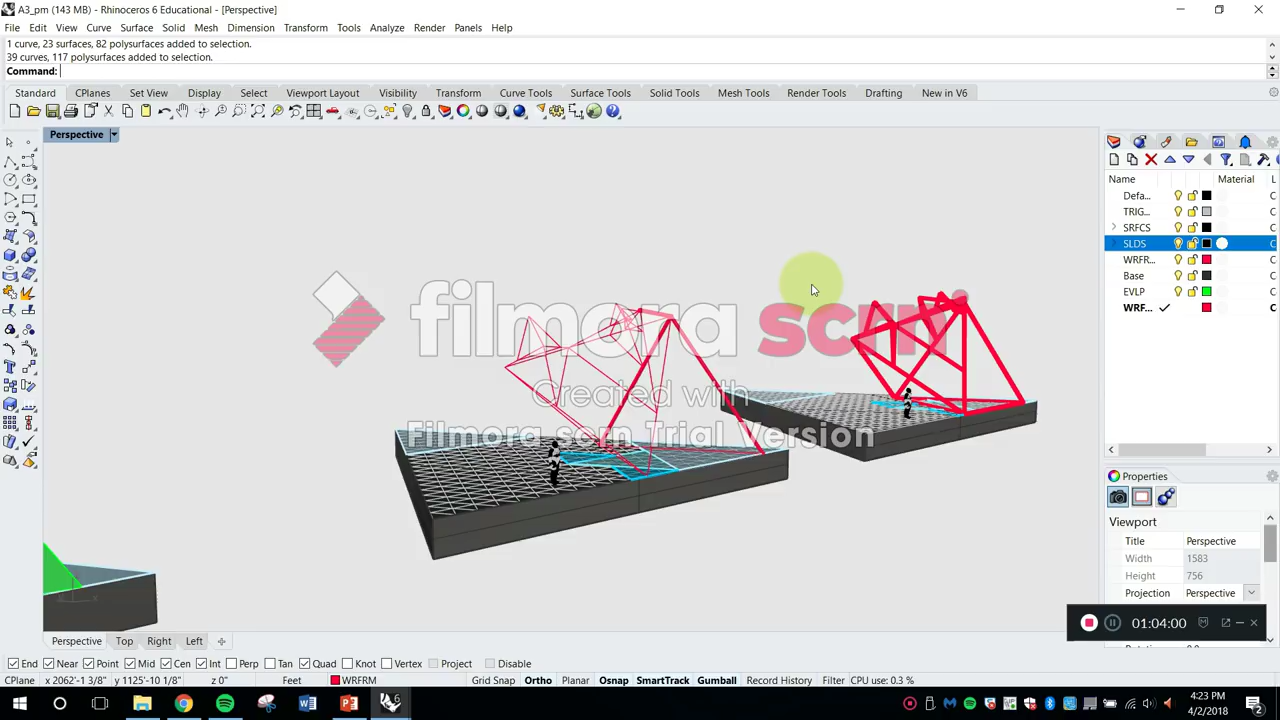 A3_pm (143 MB) - Rhinoceros 6 Educational - [Perspective]
File Edit View Curve Surface Solid Mesh Dimension Transform Tools Analyze Render Panels Help
1 curve, 23 surfaces, 82 polysurfaces added to selection.
39 curves, 117 polysurfaces added to selection.
Command:
Standard CPlanes Set View Display Select Viewport Layout Visibility Transform Curve Tools Surface Tools Solid Tools Mesh Tools Render Tools Drafting New in V6
Perspective
Name Material L
Defa... C
TRIG... C
SRFCS C
SLDS C
WRFR... C
Base C
EVLP C
WRF... C
filmora scrn
Created with
Filmora scrn Trial Version
Properties
Viewport
Title Perspective
Width 1583
Height 756
Projection Perspective
01:04:00
Perspective Top Right Left
End Near Point Mid Cen Int Perp Tan Quad Knot Vertex Project Disable
CPlane x 2062'-1 3/8" y 1125'-10 1/8" z 0" Feet WRFRM Grid Snap Ortho Planar Osnap SmartTrack Gumball Record History Filter CPU use: 0.3 %
4:23 PM
4/2/2018